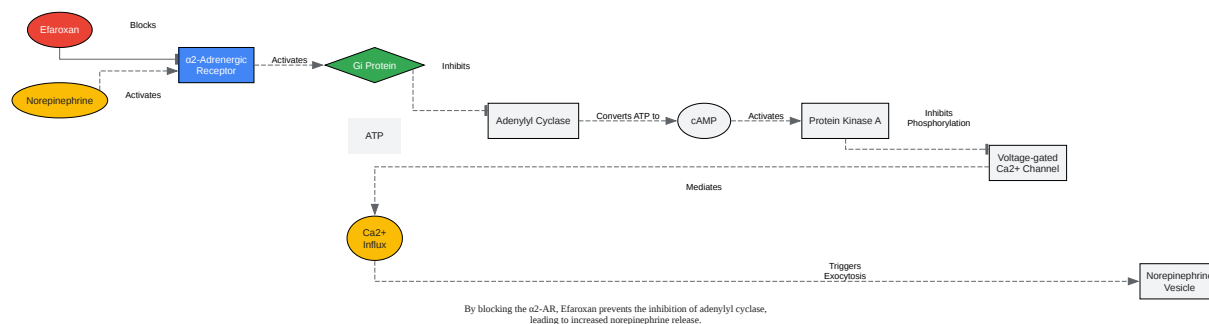 Efaroxan
Blocks
α2-Adrenergic
Receptor
Activates
Gi Protein
Inhibits
Norepinephrine
Activates
ATP
Adenylyl Cyclase
Converts ATP to
cAMP
Activates
Protein Kinase A
Inhibits
Phosphorylation
Voltage-gated
Ca2+ Channel
Mediates
Ca2+
Influx
Triggers
Exocytosis
Norepinephrine
Vesicle
By blocking the α2-AR, Efaroxan prevents the inhibition of adenylyl cyclase,
leading to increased norepinephrine release.